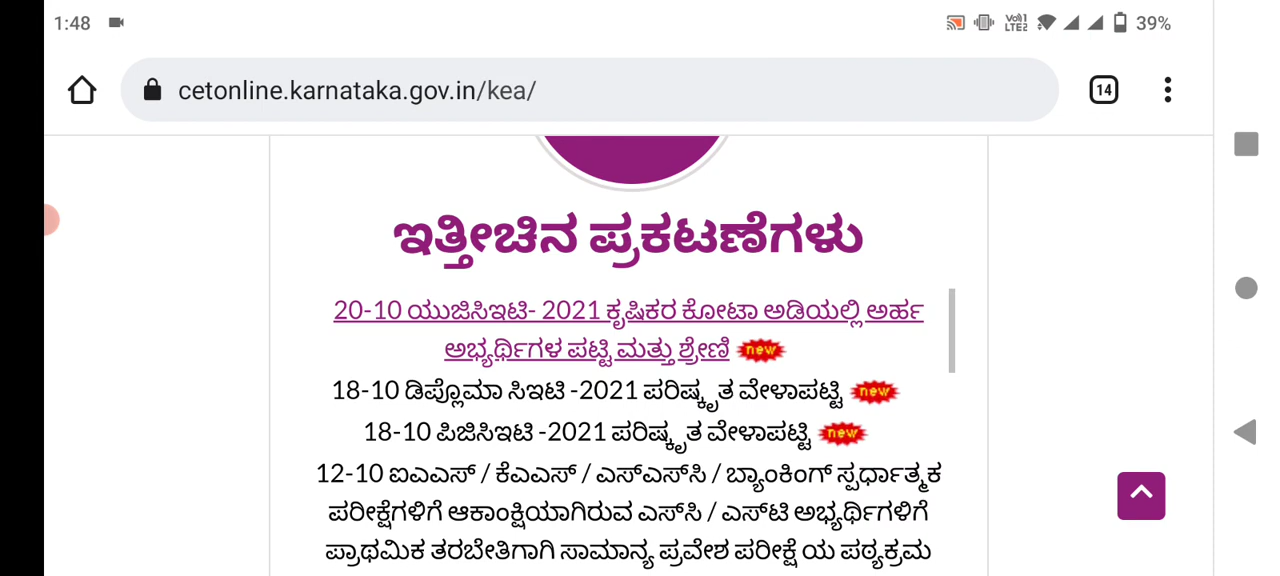 1:48
Vo)) 1
LTE2
39%
cetonline.karnataka.gov.in/kea/
14
ಇತ್ತೀಚಿನ ಪ್ರಕಟಣೆಗಳು
20-10 ಯುಜಿಸಿಇಟಿ- 2021 ಕೃಷಿಕರ ಕೋಟಾ ಅಡಿಯಲ್ಲಿ ಅರ್ಹ
ಅಭ್ಯರ್ಥಿಗಳ ಪಟ್ಟಿ ಮತ್ತು ಶ್ರೇಣಿ new
18-10 ಡಿಪ್ಲೊಮಾ ಸಿಇಟಿ -2021 ಪರಿಷ್ಕೃತ ವೇಳಾಪಟ್ಟಿ new
18-10 ಪಿಜಿಸಿಇಟಿ -2021 ಪರಿಷ್ಕೃತ ವೇಳಾಪಟ್ಟಿ new
12-10 ಐಎಎಸ್ / ಕೆಎಎಸ್ / ಎಸ್ಎಸ್‌ಸಿ / ಬ್ಯಾಂಕಿಂಗ್ ಸ್ಪರ್ಧಾತ್ಮಕ
ಪರೀಕ್ಷೆಗಳಿಗೆ ಆಕಾಂಕ್ಷಿಯಾಗಿರುವ ಎಸ್‌ಸಿ / ಎಸ್‌ಟಿ ಅಭ್ಯರ್ಥಿಗಳಿಗೆ
ಪ್ರಾಥಮಿಕ ತರಬೇತಿಗಾಗಿ ಸಾಮಾನ್ಯ ಪ್ರವೇಶ ಪರೀಕ್ಷೆ ಯ ಪಠ್ಯಕ್ರಮ